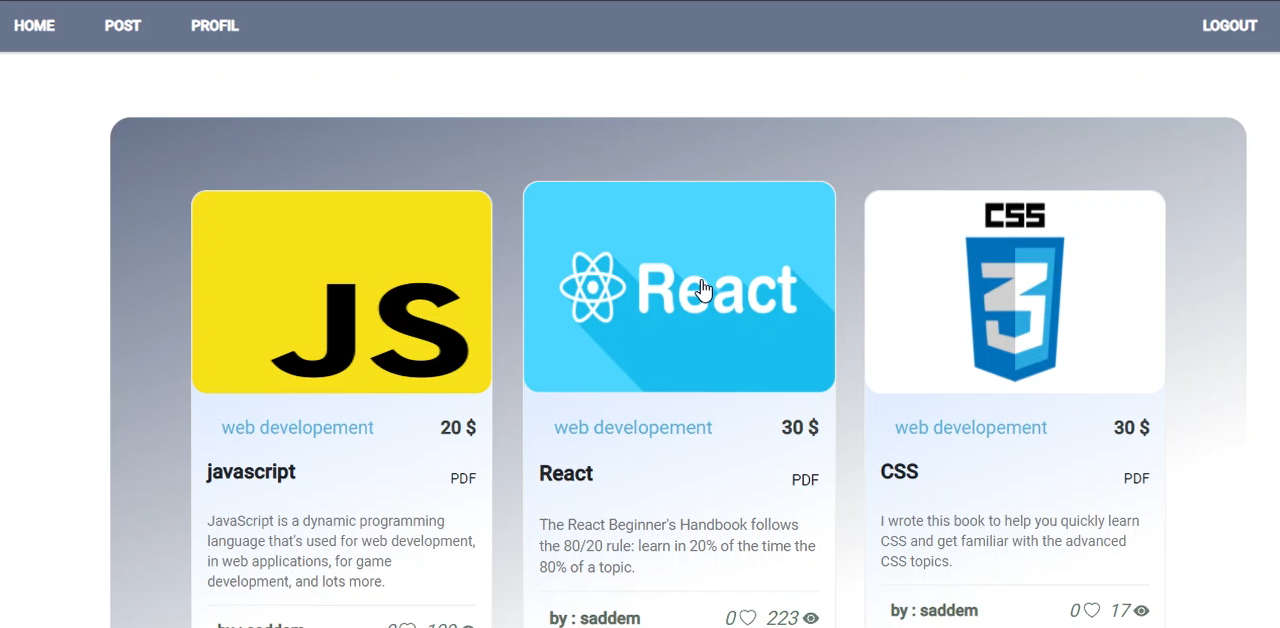 HOME POST PROFIL LOGOUT
JS
React
CSS
3
web developement 20 $
javascript PDF
JavaScript is a dynamic programming
language that's used for web development,
in web applications, for game
development, and lots more.
web developement 30 $
React PDF
The React Beginner's Handbook follows
the 80/20 rule: learn in 20% of the time the
80% of a topic.
by : saddem 0 223
web developement 30 $
CSS PDF
I wrote this book to help you quickly learn
CSS and get familiar with the advanced
CSS topics.
by : saddem 0 17